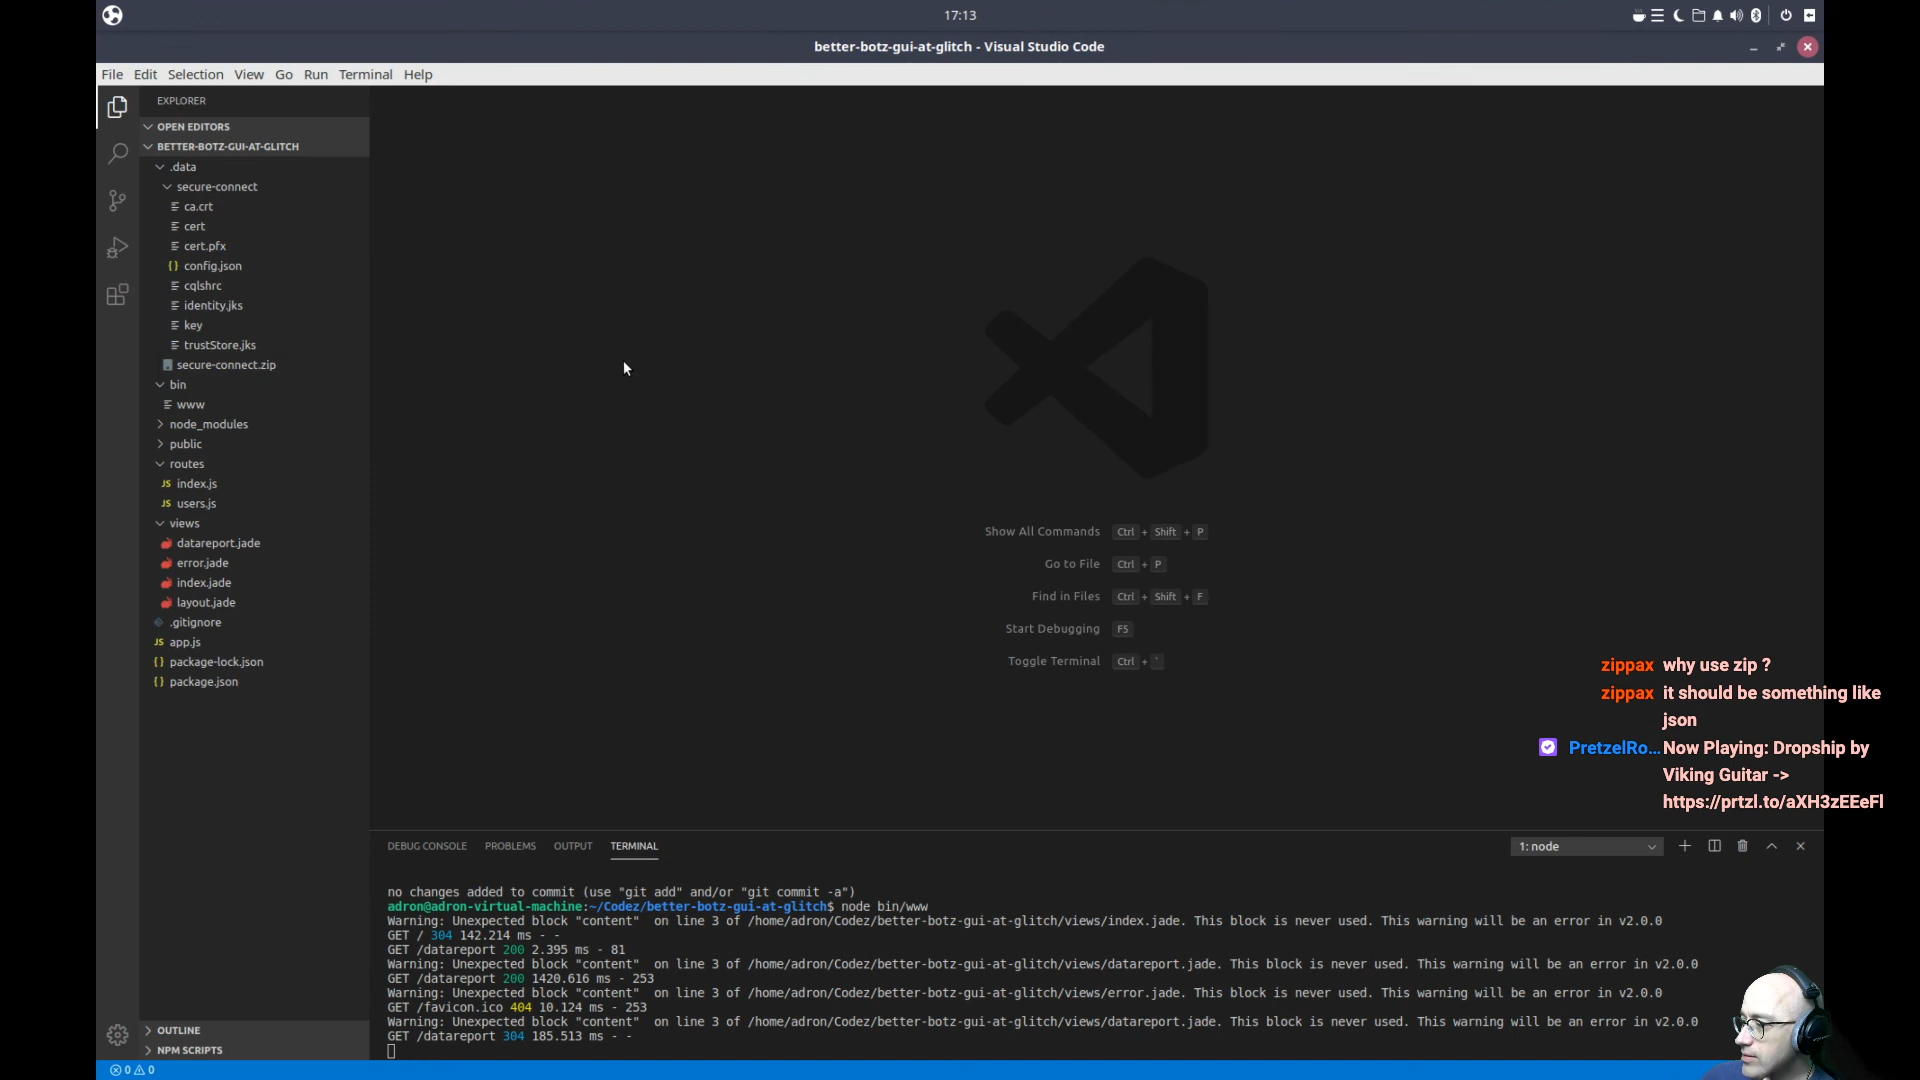 17:13
better-botz-gui-at-glitch - Visual Studio Code
File Edit Selection View Go Run Terminal Help
EXPLORER
OPEN EDITORS
BETTER-BOTZ-GUI-AT-GLITCH
.data
secure-connect
ca.crt
cert
cert.pfx
config.json
cqlshrc
identity.jks
key
trustStore.jks
secure-connect.zip
bin
www
node_modules
public
routes
JS index.js
JS users.js
views
datareport.jade
error.jade
index.jade
layout.jade
.gitignore
JS app.js
package-lock.json
package.json
OUTLINE
NPM SCRIPTS
0 0
Show All Commands Ctrl + Shift + P
Go to File Ctrl + P
Find in Files Ctrl + Shift + F
Start Debugging F5
Toggle Terminal Ctrl + `
zippax why use zip ?
zippax it should be something like
json
PretzelRo... Now Playing: Dropship by
Viking Guitar ->
https://prtzl.to/aXH3zEEeFl
DEBUG CONSOLE PROBLEMS OUTPUT TERMINAL
1: node
no changes added to commit (use "git add" and/or "git commit -a")
adron@adron-virtual-machine:~/Codez/better-botz-gui-at-glitch$ node bin/www
Warning: Unexpected block "content"  on line 3 of /home/adron/Codez/better-botz-gui-at-glitch/views/index.jade. This block is never used. This warning will be an error in v2.0.0
GET / 304 142.214 ms - -
GET /datareport 200 2.395 ms - 81
Warning: Unexpected block "content"  on line 3 of /home/adron/Codez/better-botz-gui-at-glitch/views/datareport.jade. This block is never used. This warning will be an error in v2.0.0
GET /datareport 200 1420.616 ms - 253
Warning: Unexpected block "content"  on line 3 of /home/adron/Codez/better-botz-gui-at-glitch/views/error.jade. This block is never used. This warning will be an error in v2.0.0
GET /favicon.ico 404 10.124 ms - 253
Warning: Unexpected block "content"  on line 3 of /home/adron/Codez/better-botz-gui-at-glitch/views/datareport.jade. This block is never used. This warning will be an error in v2.0.0
GET /datareport 304 185.513 ms - -